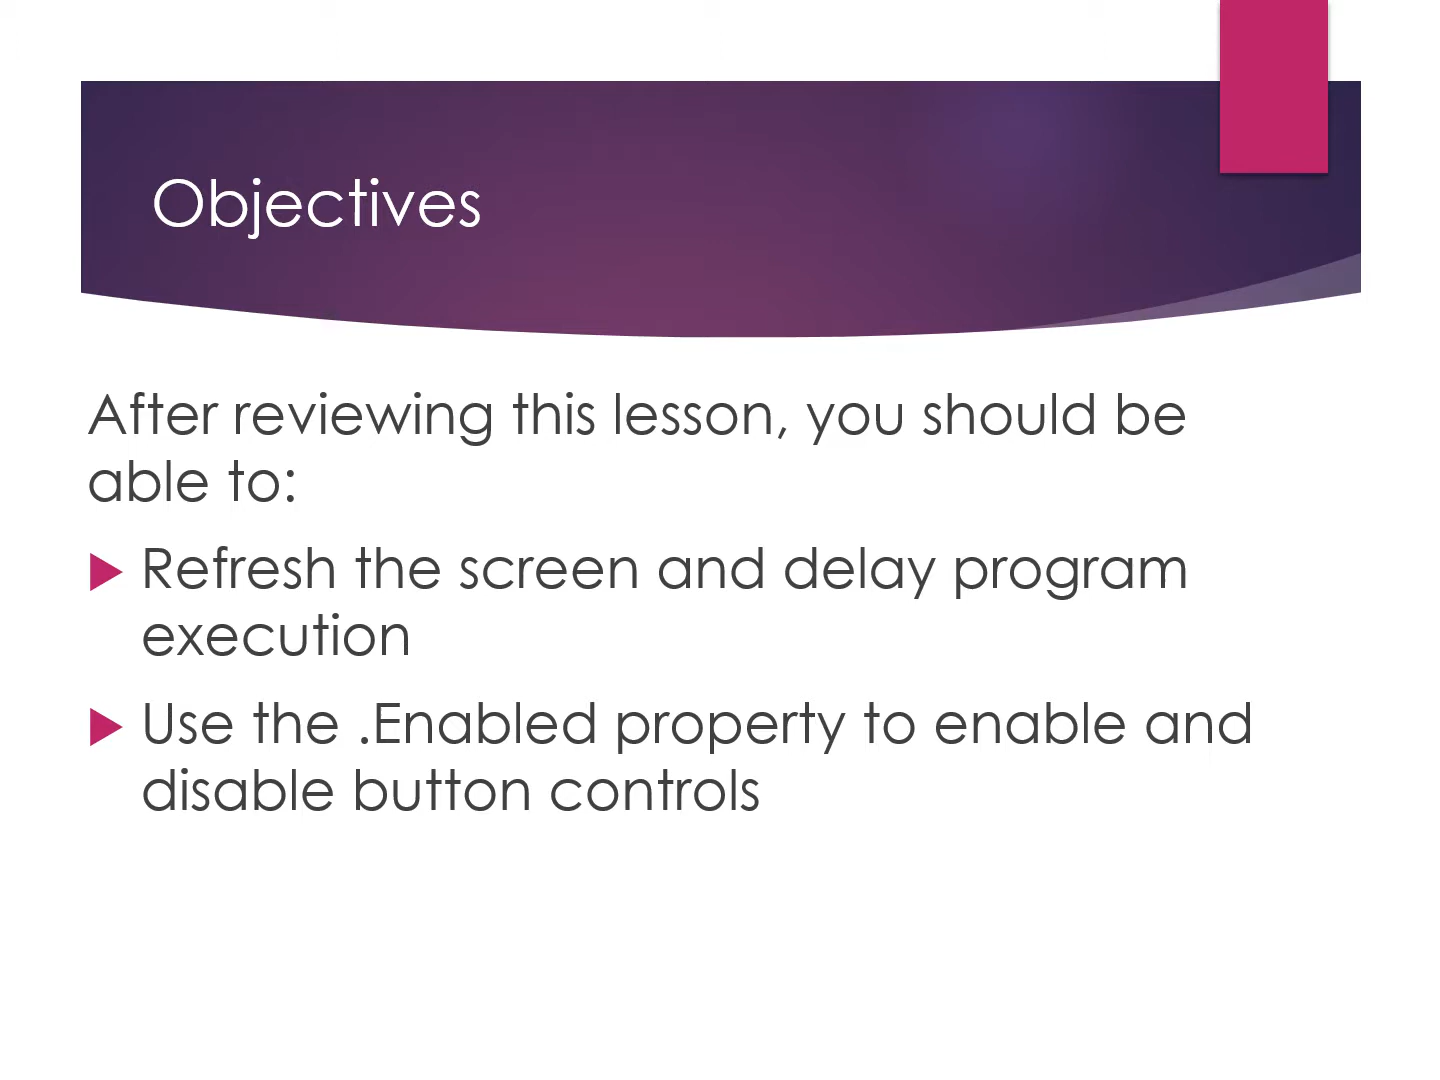 Objectives
After reviewing this lesson, you should be
able to:
Refresh the screen and delay program
execution
Use the .Enabled property to enable and
disable button controls